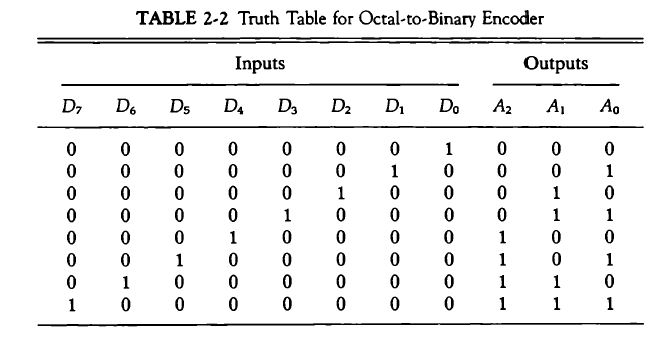 TABLE 2-2 Truth Table for Octal-to-Binary Encoder
Inputs Outputs
D₇ D₆ D₅ D₄ D₃ D₂ D₁ D₀ A₂ A₁ A₀
0 0 0 0 0 0 0 1 0 0 0
0 0 0 0 0 0 1 0 0 0 1
0 0 0 0 0 1 0 0 0 1 0
0 0 0 0 1 0 0 0 0 1 1
0 0 0 1 0 0 0 0 1 0 0
0 0 1 0 0 0 0 0 1 0 1
0 1 0 0 0 0 0 0 1 1 0
1 0 0 0 0 0 0 0 1 1 1